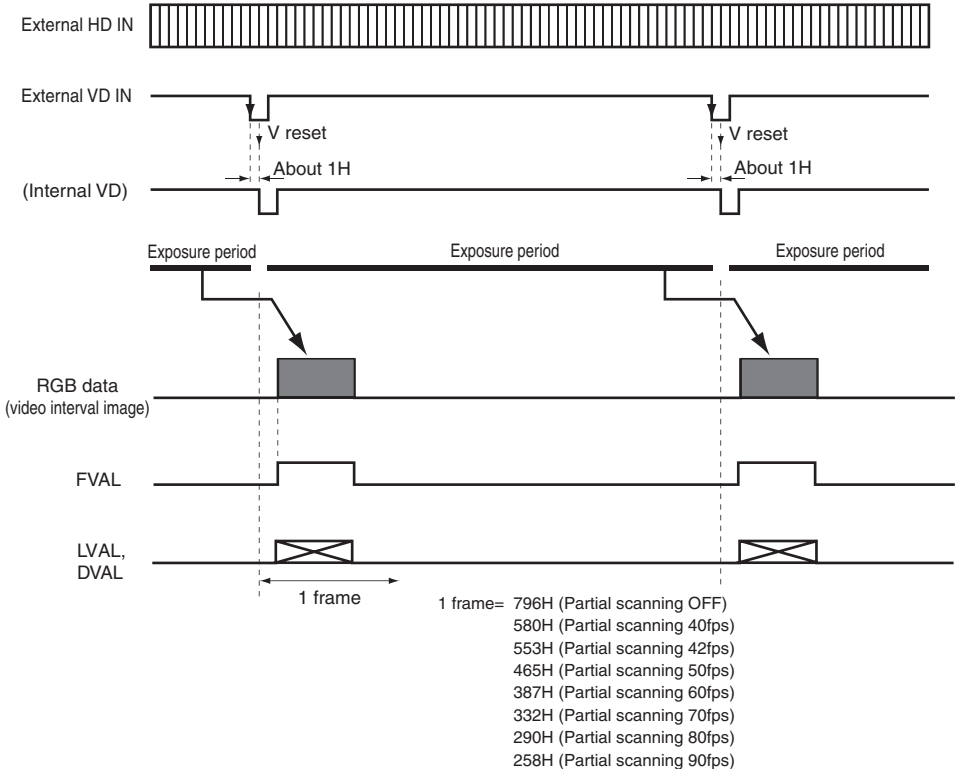 External HD IN
External VD IN
V reset
V reset
About 1H
About 1H
(Internal VD)
Exposure period
Exposure period
Exposure period
RGB data
(video interval image)
FVAL
LVAL,
DVAL
1 frame
1 frame= 796H (Partial scanning OFF)
580H (Partial scanning 40fps)
553H (Partial scanning 42fps)
465H (Partial scanning 50fps)
387H (Partial scanning 60fps)
332H (Partial scanning 70fps)
290H (Partial scanning 80fps)
258H (Partial scanning 90fps)